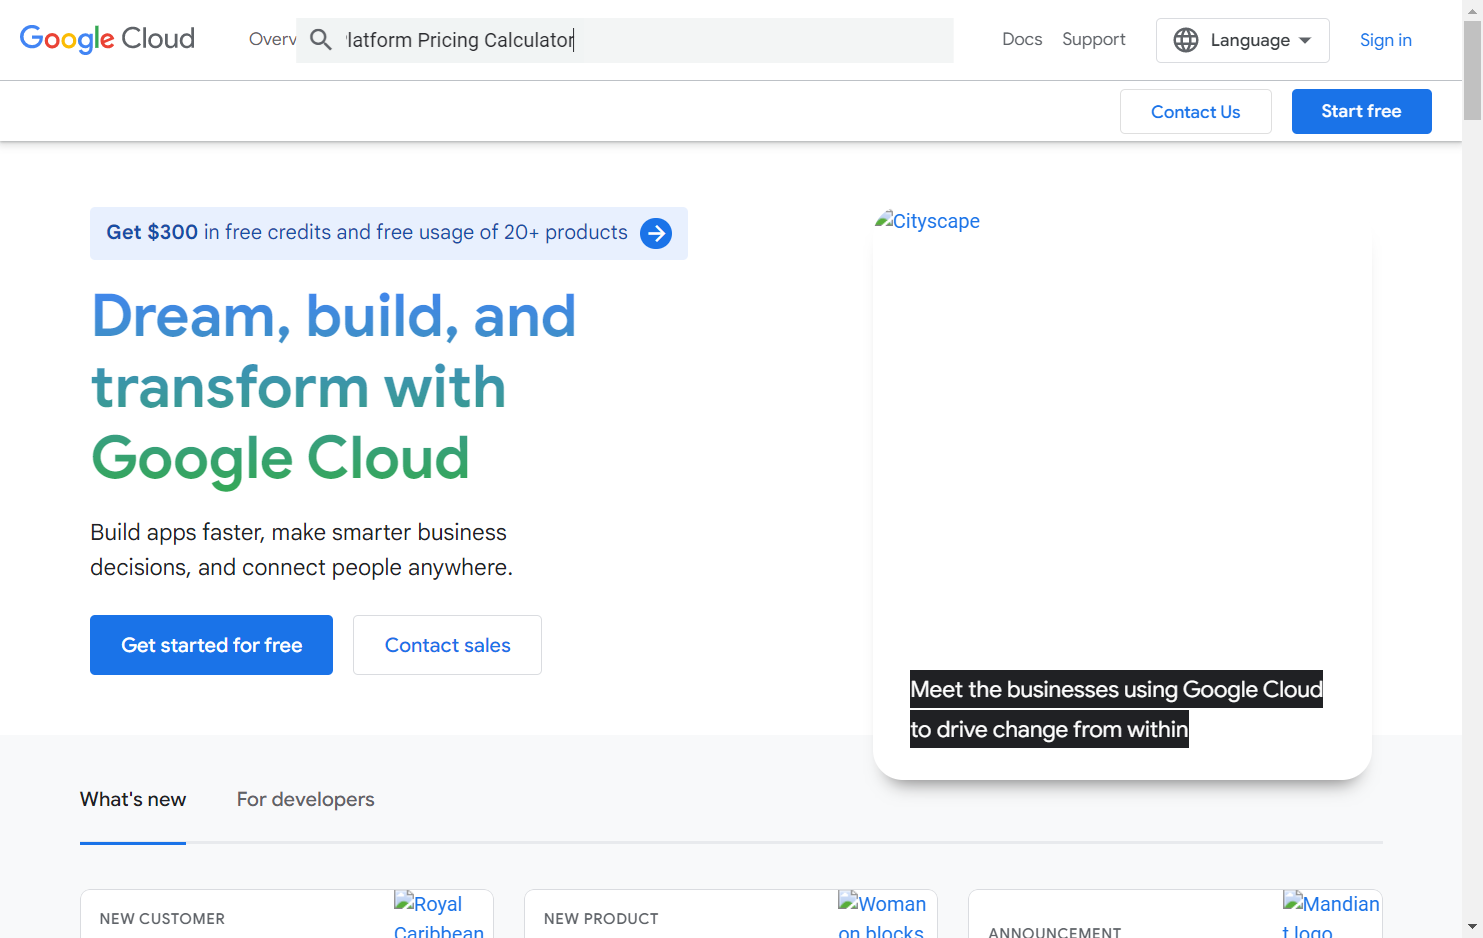 Google Cloud
Overv
latform Pricing Calculator
Docs
Support
Language
Sign in
Contact Us
Start free
Get $300 in free credits and free usage of 20+ products
Cityscape
Dream, build, and
transform with
Google Cloud
Build apps faster, make smarter business
decisions, and connect people anywhere.
Get started for free
Contact sales
Meet the businesses using Google Cloud
to drive change from within
What's new
For developers
NEW CUSTOMER
Royal
Caribbean
NEW PRODUCT
Woman
on blocks
ANNOUNCEMENT
Mandian
t logo